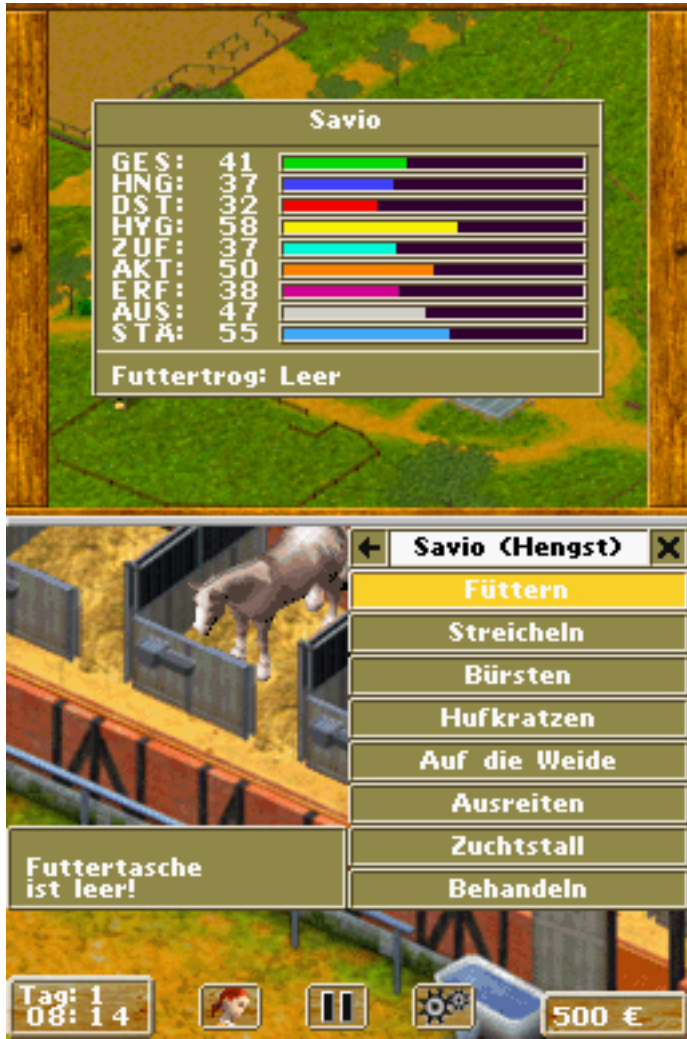 Savio
GES: 41
HNG: 37
DST: 32
HYG: 58
ZUF: 37
AKT: 50
ERF: 38
AUS: 47
STÄ: 55
Futtertrog: Leer
Savio (Hengst)
Füttern
Streicheln
Bürsten
Hufkratzen
Auf die Weide
Ausreiten
Zuchtstall
Behandeln
Futtertasche
ist leer!
Tag: 1
08:14
500 €